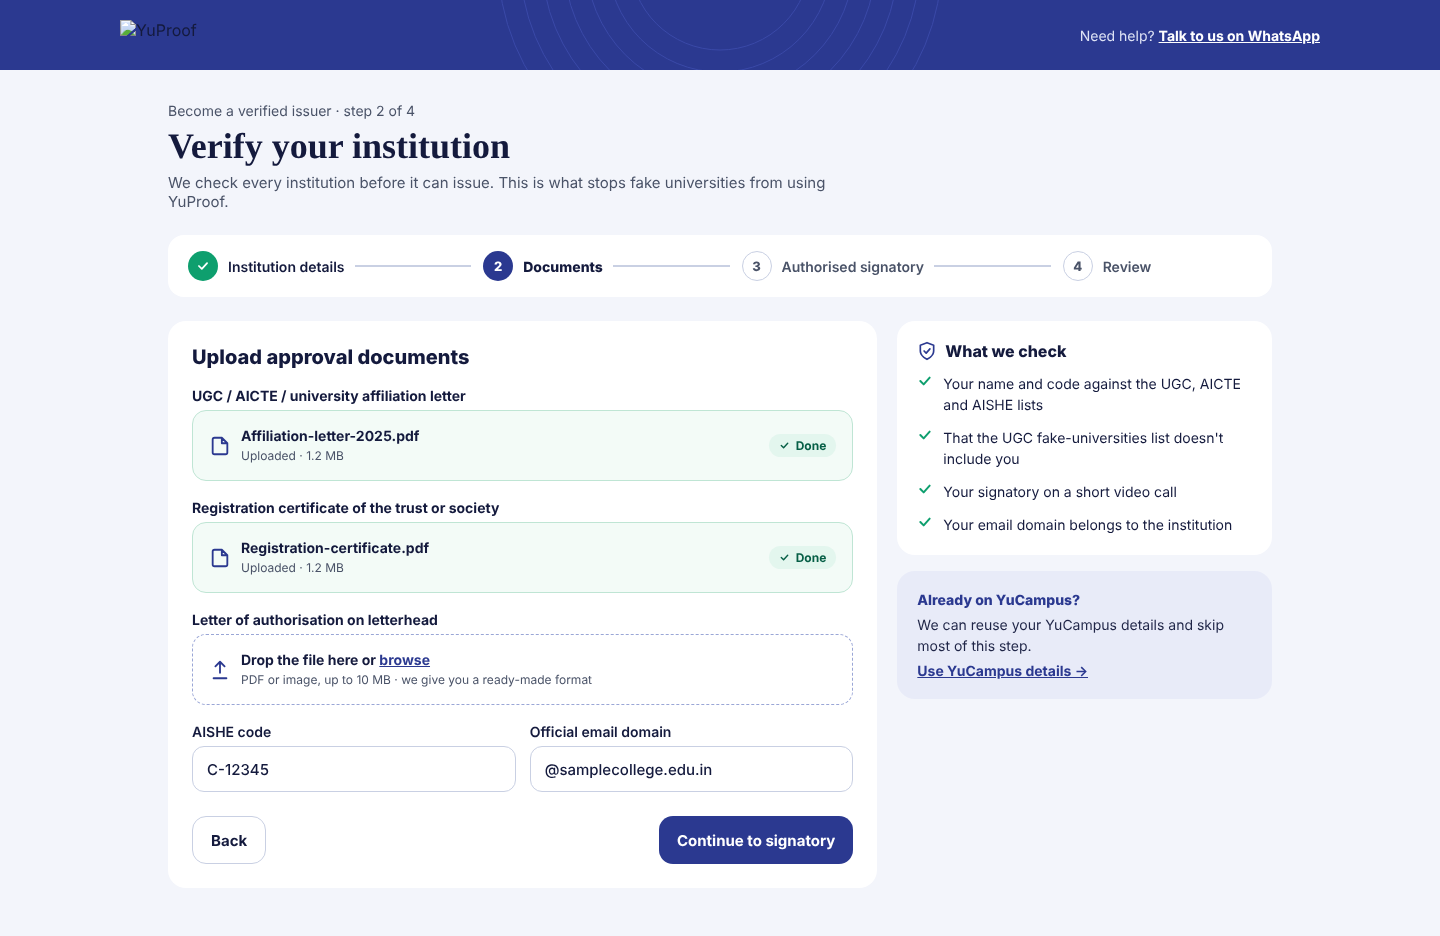 YuProof
Need help? Talk to us on WhatsApp
Become a verified issuer · step 2 of 4
Verify your institution
We check every institution before it can issue. This is what stops fake universities from using
YuProof.
Institution details
2 Documents
3 Authorised signatory
4 Review
Upload approval documents
UGC / AICTE / university affiliation letter
Affiliation-letter-2025.pdf
Uploaded · 1.2 MB
Done
Registration certificate of the trust or society
Registration-certificate.pdf
Uploaded · 1.2 MB
Done
Letter of authorisation on letterhead
Drop the file here or browse
PDF or image, up to 10 MB · we give you a ready-made format
AISHE code
C-12345
Official email domain
@samplecollege.edu.in
Back
Continue to signatory
What we check
Your name and code against the UGC, AICTE
and AISHE lists
That the UGC fake-universities list doesn't
include you
Your signatory on a short video call
Your email domain belongs to the institution
Already on YuCampus?
We can reuse your YuCampus details and skip
most of this step.
Use YuCampus details →